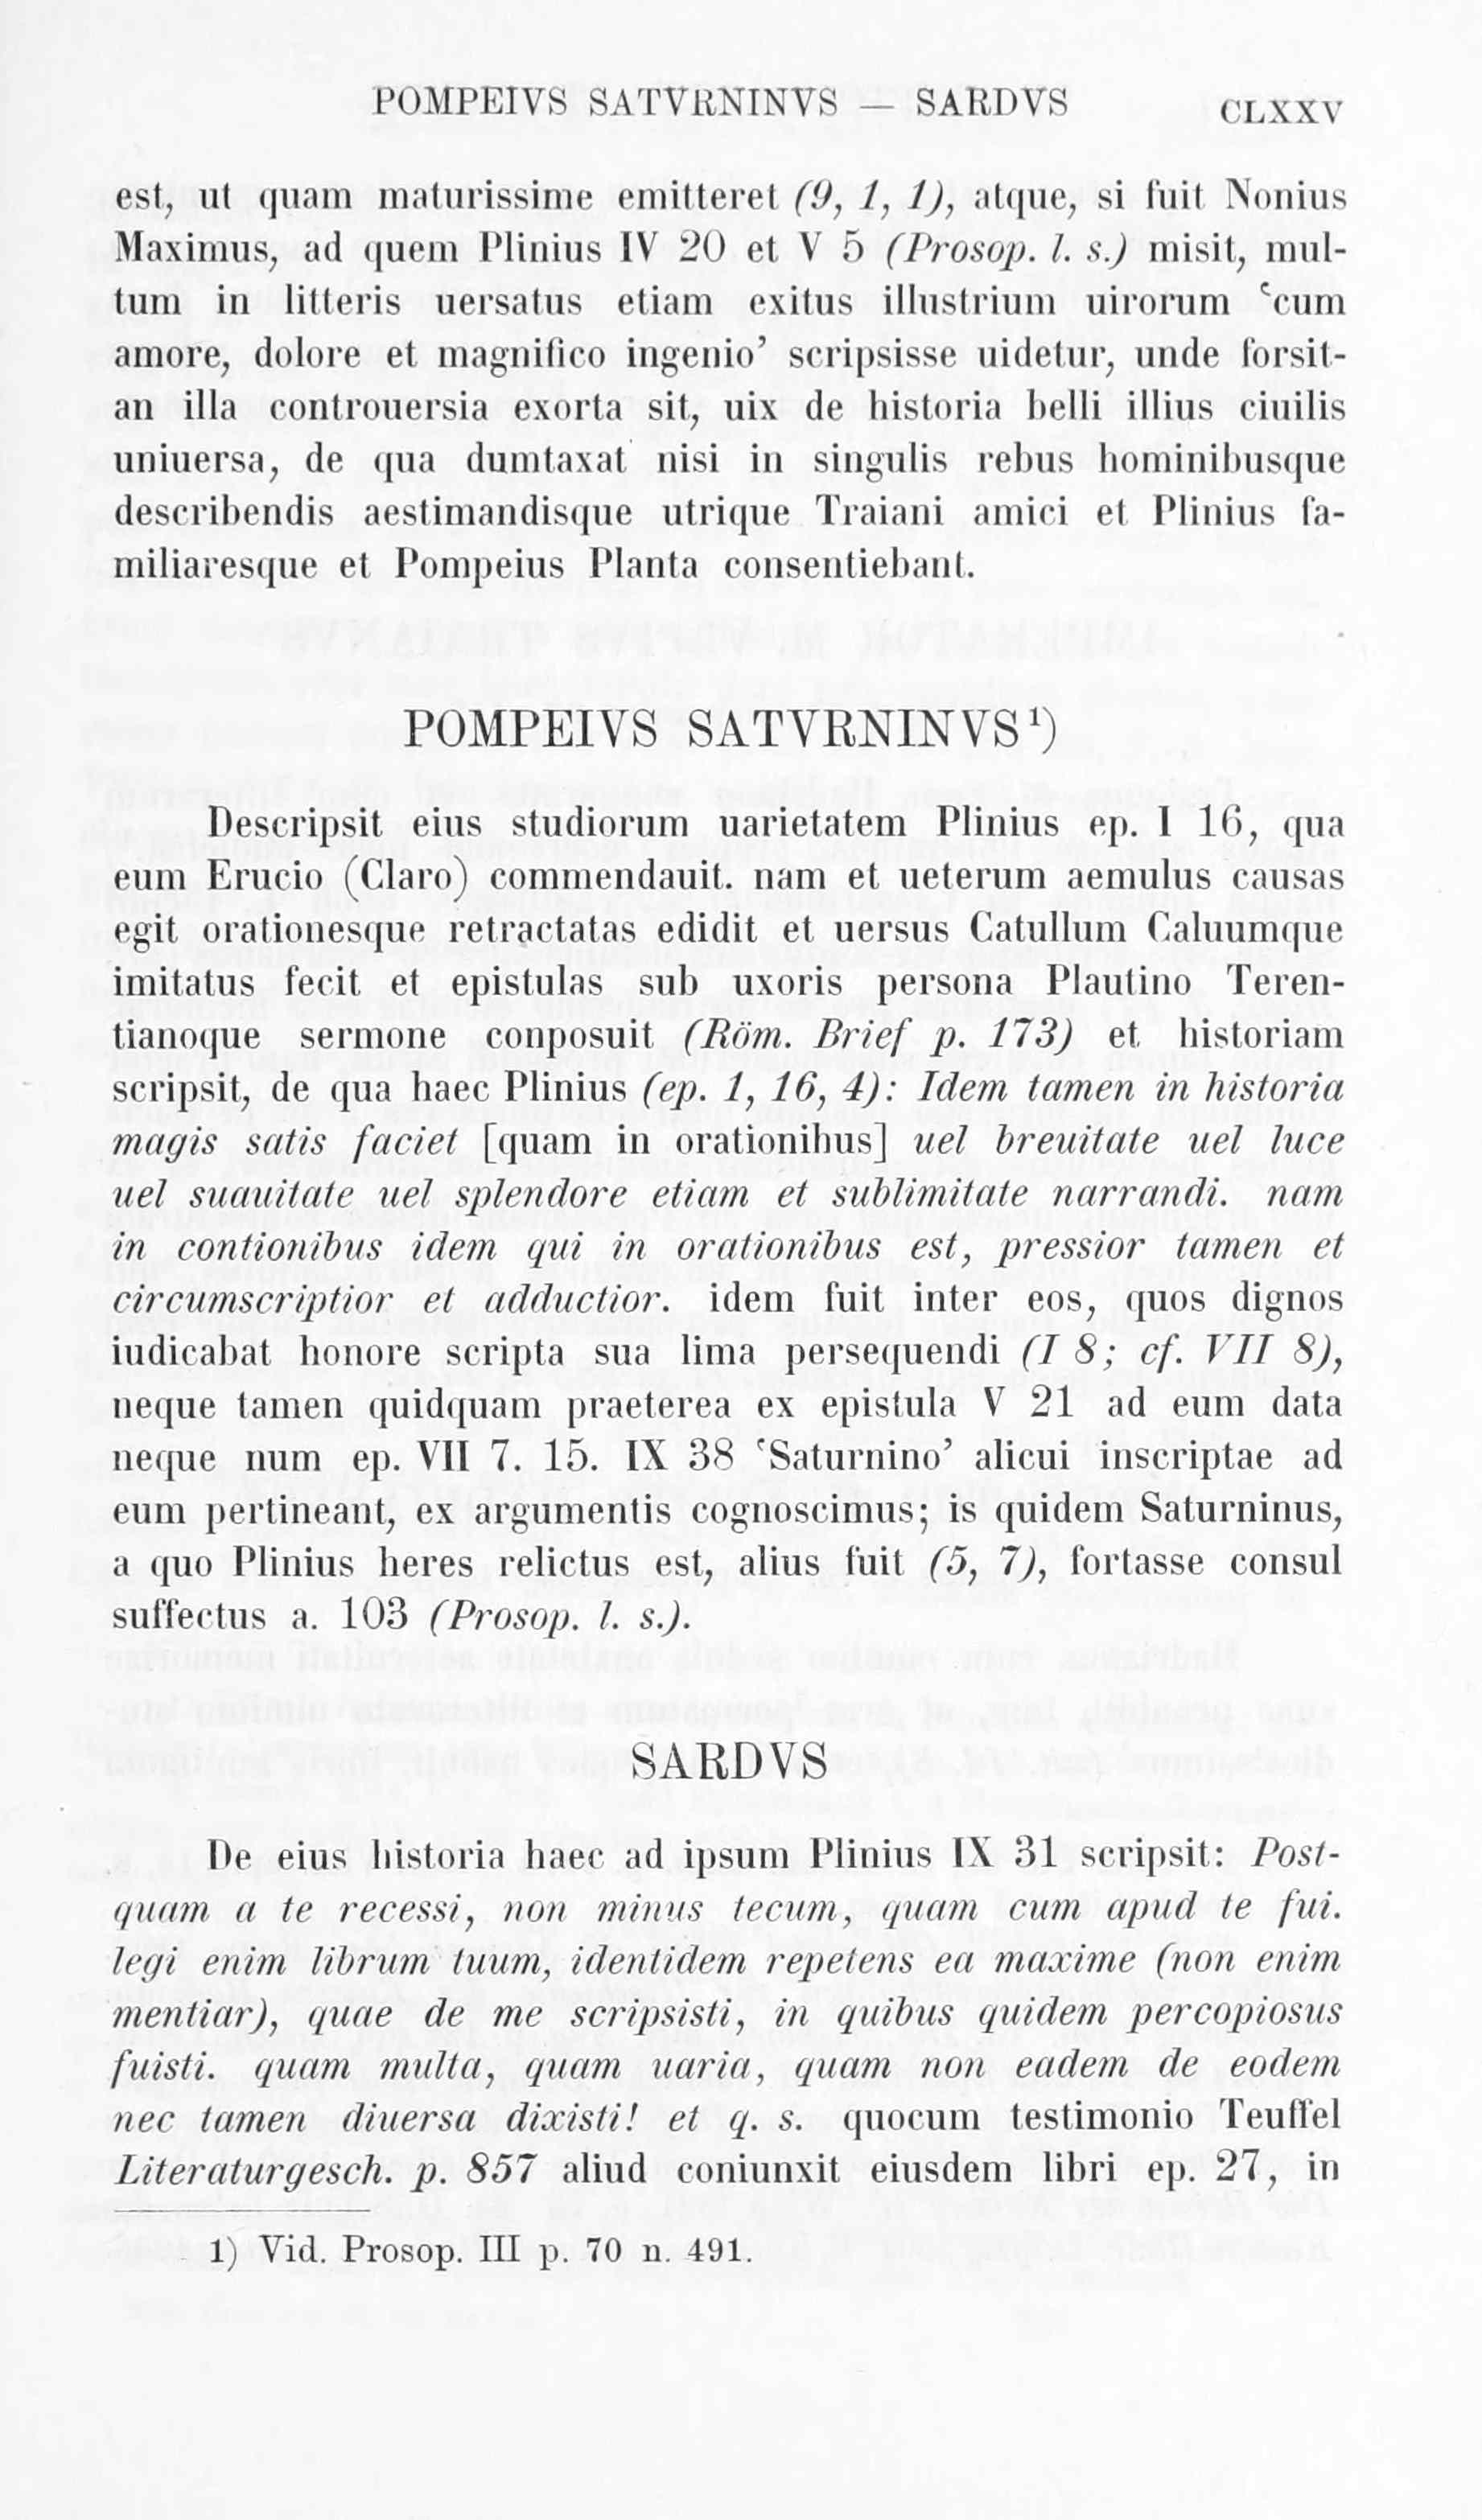 POMPEIVS SATVRNINVS — SARDVS CLXXV
est, ut quam maturissime emitteret (9, 1, 1), atque, si fuit Nonius
Maximus, ad quem Plinius IV 20 et V 5 (Prosop. l. s.) misit, mul-
tum in litteris uersatus etiam exitus illustrium uirorum ‘cum
amore, dolore et magnifico ingenio’ scripsisse uidetur, unde forsit-
an illa controuersia exorta sit, uix de historia belli illius ciuilis
uniuersa, de qua dumtaxat nisi in singulis rebus hominibusque
describendis aestimandisque utrique Traiani amici et Plinius fa-
miliaresque et Pompeius Planta consentiebant.
POMPEIVS SATVRNINVS¹)
Descripsit eius studiorum uarietatem Plinius ep. I 16, qua
eum Erucio (Claro) commendauit. nam et ueterum aemulus causas
egit orationesque retractatas edidit et uersus Catullum Caluumque
imitatus fecit et epistulas sub uxoris persona Plautino Teren-
tianoque sermone conposuit (Röm. Brief p. 173) et historiam
scripsit, de qua haec Plinius (ep. 1, 16, 4): Idem tamen in historia
magis satis faciet [quam in orationibus] uel breuitate uel luce
uel suauitate uel splendore etiam et sublimitate narrandi. nam
in contionibus idem qui in orationibus est, pressior tamen et
circumscriptior et adductior. idem fuit inter eos, quos dignos
iudicabat honore scripta sua lima persequendi (I 8; cf. VII 8),
neque tamen quidquam praeterea ex epistula V 21 ad eum data
neque num ep. VII 7. 15. IX 38 ‘Saturnino’ alicui inscriptae ad
eum pertineant, ex argumentis cognoscimus; is quidem Saturninus,
a quo Plinius heres relictus est, alius fuit (5, 7), fortasse consul
suffectus a. 103 (Prosop. l. s.).
SARDVS
De eius historia haec ad ipsum Plinius IX 31 scripsit: Post-
quam a te recessi, non minus tecum, quam cum apud te fui.
legi enim librum tuum, identidem repetens ea maxime (non enim
mentiar), quae de me scripsisti, in quibus quidem percopiosus
fuisti. quam multa, quam uaria, quam non eadem de eodem
nec tamen diuersa dixisti! et q. s. quocum testimonio Teuffel
Literaturgesch. p. 857 aliud coniunxit eiusdem libri ep. 27, in
1) Vid. Prosop. III p. 70 n. 491.